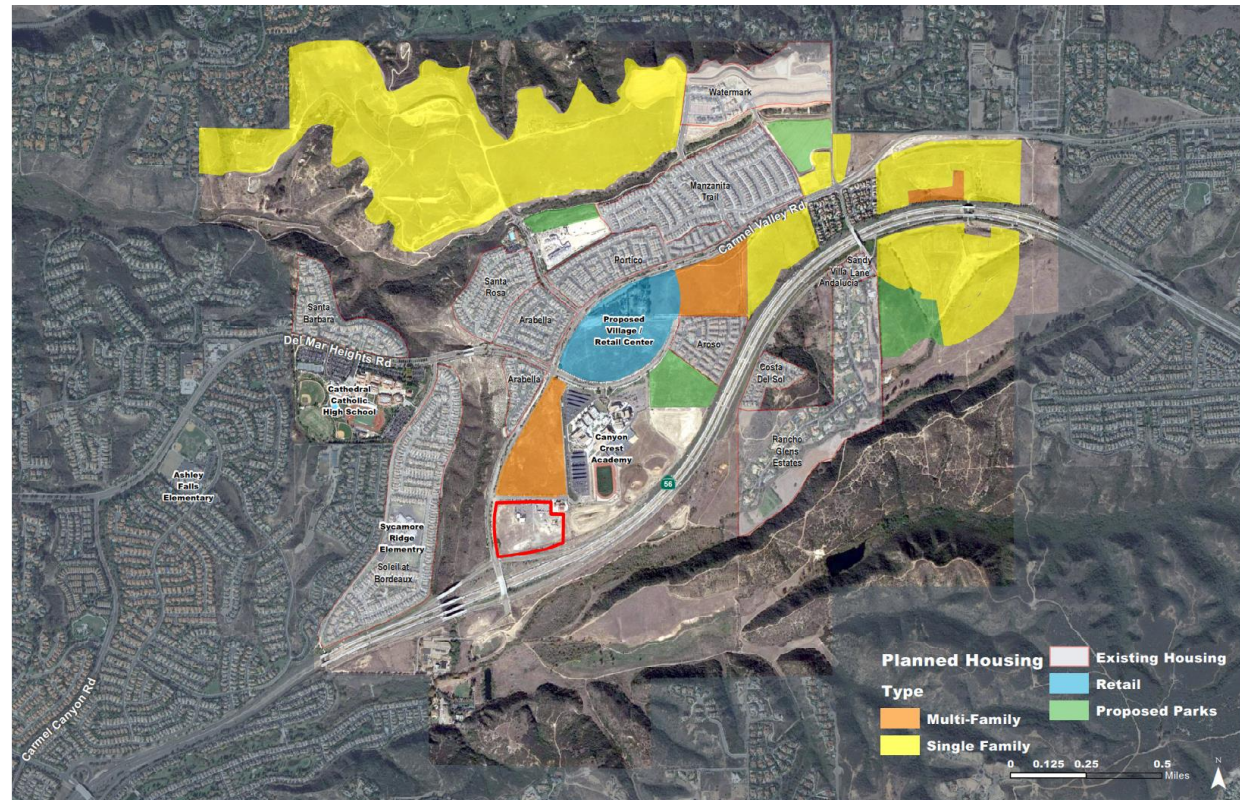 Watermark
Manzanita
Trail
Carmel Valley Rd
Portico
Santa
Rosa
Arabella
Sandy
Villa Lane
Andalucia
Santa
Barbara
Del Mar Heights Rd
Proposed
Village /
Retail Center
Aroso
Costa
Del Sol
Arabella
Cathedral
Catholic
High School
Canyon
Crest
Academy
Rancho
Glens
Estates
Ashley
Falls
Elementary
56
Sycamore
Ridge
Elementry
Soleil at
Bordeaux
Carmel Canyon Rd
Planned Housing
Type
Multi-Family
Single Family
Existing Housing
Retail
Proposed Parks
0 0.125 0.25 0.5
Miles
N